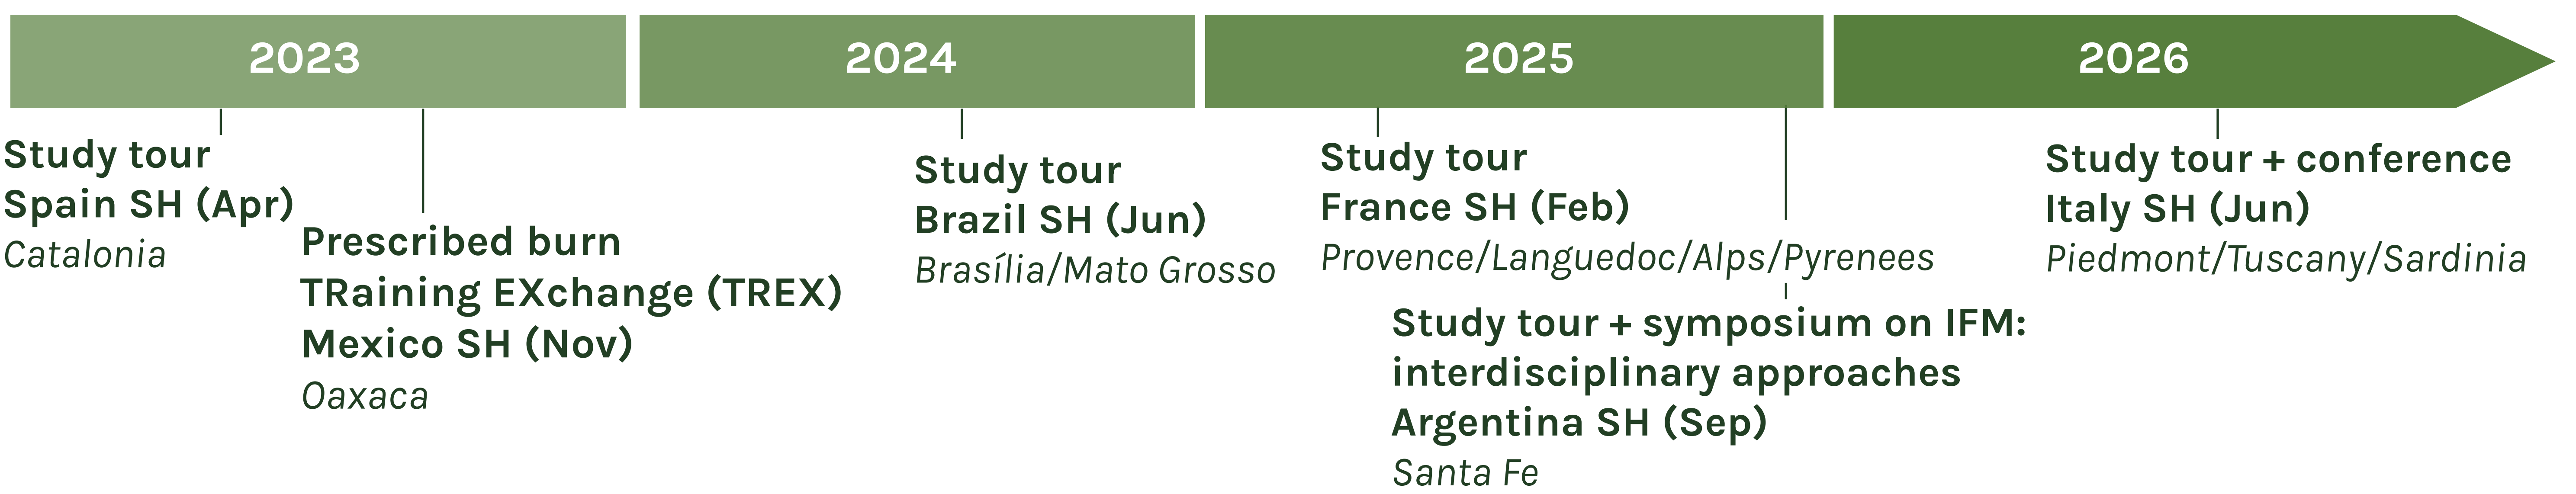 2023
2024
2025
2026
Study tour
Spain SH (Apr)
Catalonia
Prescribed burn
TRaining EXchange (TREX)
Mexico SH (Nov)
Oaxaca
Study tour
Brazil SH (Jun)
Brasília/Mato Grosso
Study tour
France SH (Feb)
Provence/Languedoc/Alps/Pyrenees
Study tour + symposium on IFM:
interdisciplinary approaches
Argentina SH (Sep)
Santa Fe
Study tour + conference
Italy SH (Jun)
Piedmont/Tuscany/Sardinia